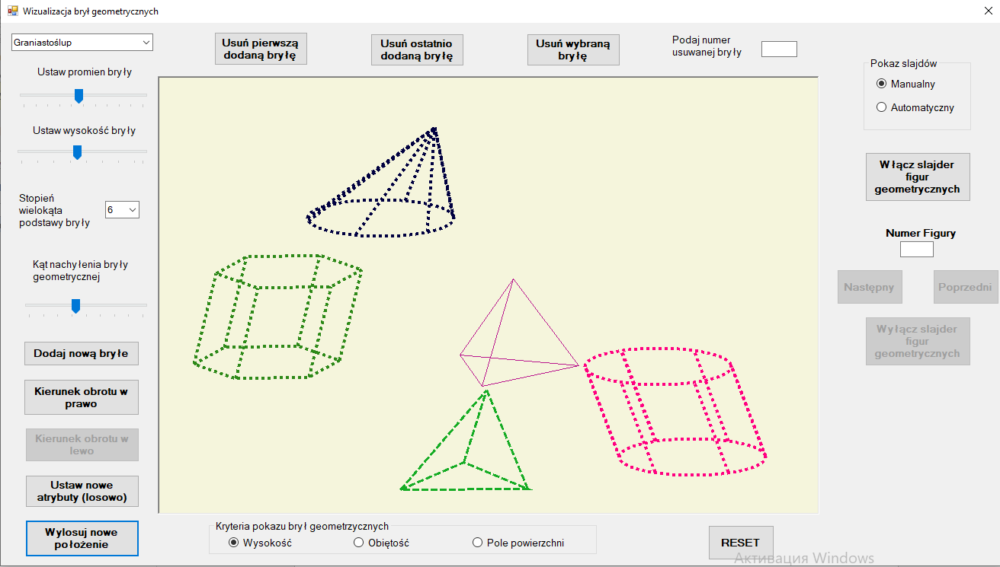 Wizualizacja brył geometrycznych
Graniastoślup
Usuń pierwszą
dodaną bryłę
Usuń ostatnio
dodaną bryłę
Usuń wybraną
bryłę
Podaj numer
usuwanej bryły
Pokaz slajdów
Manualny
Automatyczny
Ustaw promien bryły
Ustaw wysokość bryły
Stopień
wielokąta
podstawy bryły
6
Kąt nachylenia bryły
geometrycznej
Dodaj nową bryłe
Kierunek obrotu w
prawo
Kierunek obrotu w
lewo
Ustaw nowe
atrybuty (losowo)
Wylosuj nowe
położenie
Włącz slajder
figur
geometrycznych
Numer Figury
Następny
Poprzedni
Wyłącz slajder
figur
geometrycznych
Kryteria pokazu brył geometrzycznych
Wysokość
Objętość
Pole powierzchni
RESET
Активация Windows